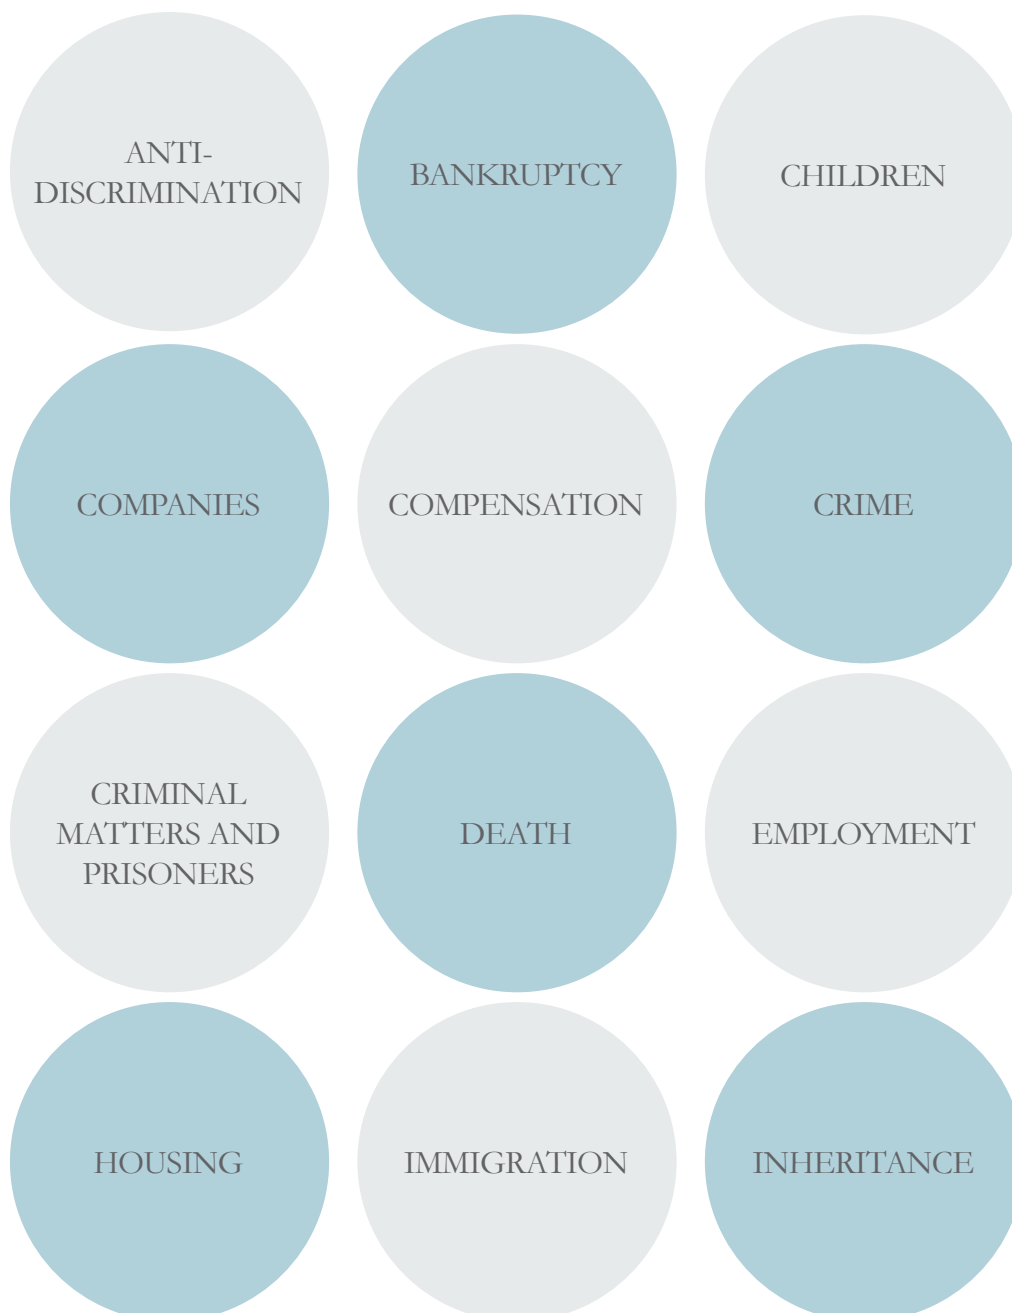 ANTI-
DISCRIMINATION
BANKRUPTCY
CHILDREN
COMPANIES
COMPENSATION
CRIME
CRIMINAL
MATTERS AND
PRISONERS
DEATH
EMPLOYMENT
HOUSING
IMMIGRATION
INHERITANCE